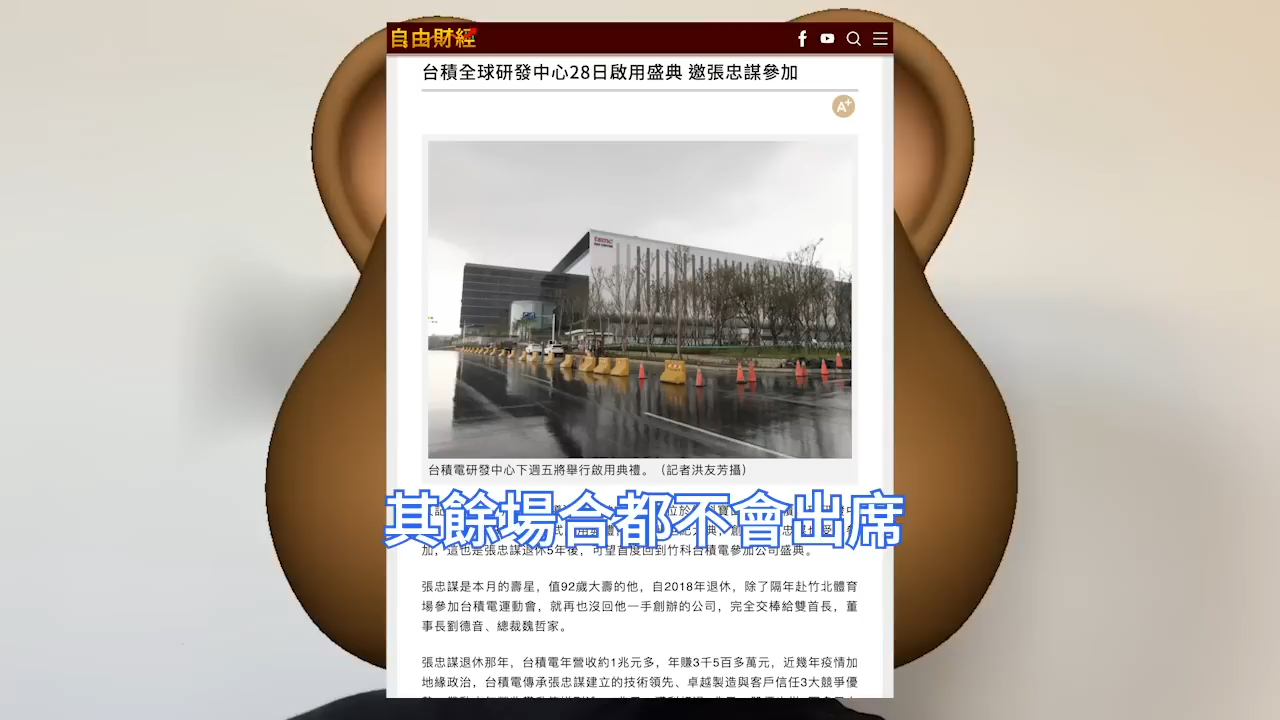 自由財經
台積全球研發中心28日啟用盛典 邀張忠謀參加
A+
tsmc
台積電研發中心下週五將舉行啟用典禮。（記者洪友芳攝）
其餘場合都不會出席
加，這也是張忠謀退休5年後，可望首度回到竹科台積電參加公司盛典。
張忠謀是本月的壽星，值92歲大壽的他，自2018年退休，除了隔年赴竹北體育
場參加台積電運動會，就再也沒回他一手創辦的公司，完全交棒給雙首長，董
事長劉德音、總裁魏哲家。
張忠謀退休那年，台積電年營收約1兆元多，年賺3千5百多萬元，近幾年疫情加
地緣政治，台積電傳承張忠謀建立的技術領先、卓越製造與客戶信任3大競爭優